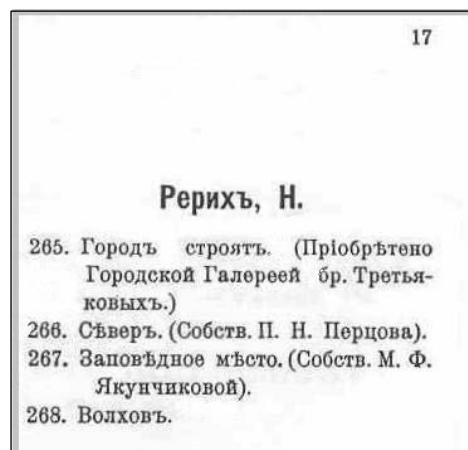 17
Рерихъ, Н.
265. Городъ строятъ. (Пріобрѣтено
Городской Галереей бр. Третья-
ковыхъ.)
266. Сѣверъ. (Собств. П. Н. Перцова).
267. Заповѣдное мѣсто. (Собств. М. Ф.
Якунчиковой).
268. Волховъ.